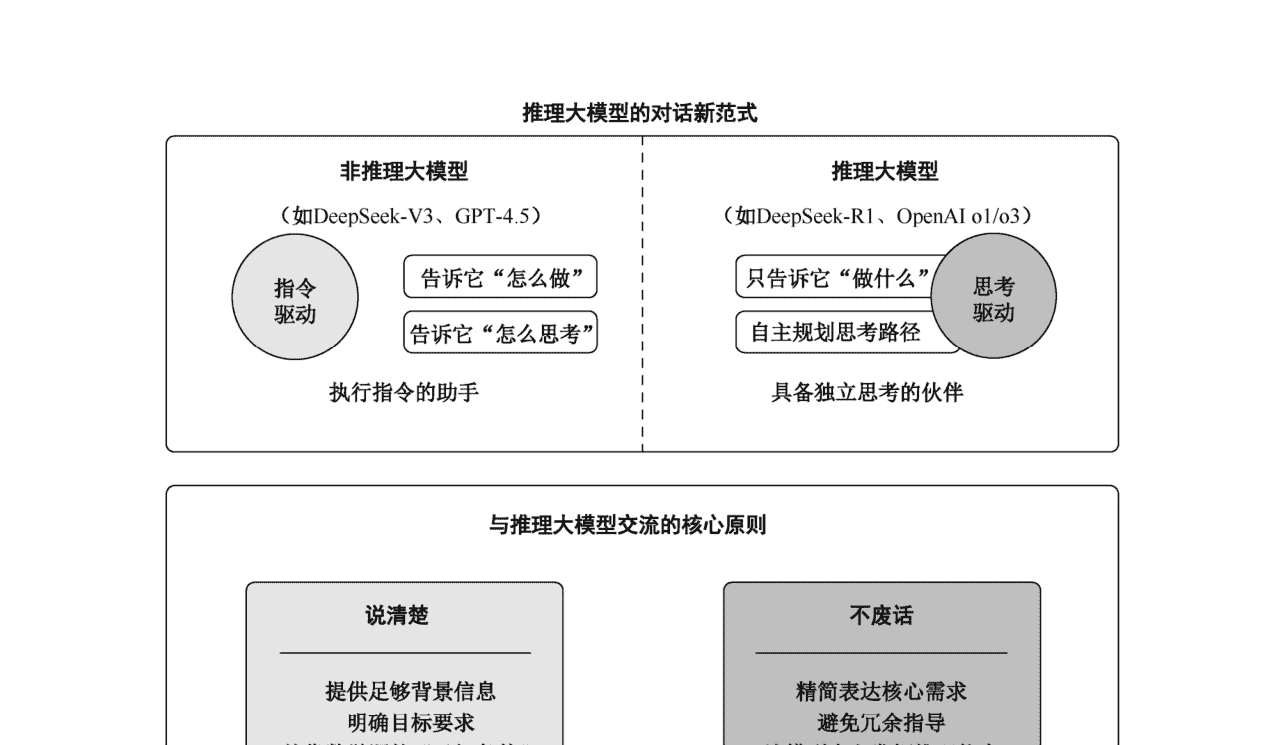 推理大模型的对话新范式
非推理大模型
（如DeepSeek-V3、GPT-4.5）
指令
驱动
告诉它“怎么做”
告诉它“怎么思考”
执行指令的助手
推理大模型
（如DeepSeek-R1、OpenAI o1/o3）
只告诉它“做什么”
自主规划思考路径
思考
驱动
具备独立思考的伙伴
与推理大模型交流的核心原则
说清楚
提供足够背景信息
明确目标要求
不废话
精简表达核心需求
避免冗余指导